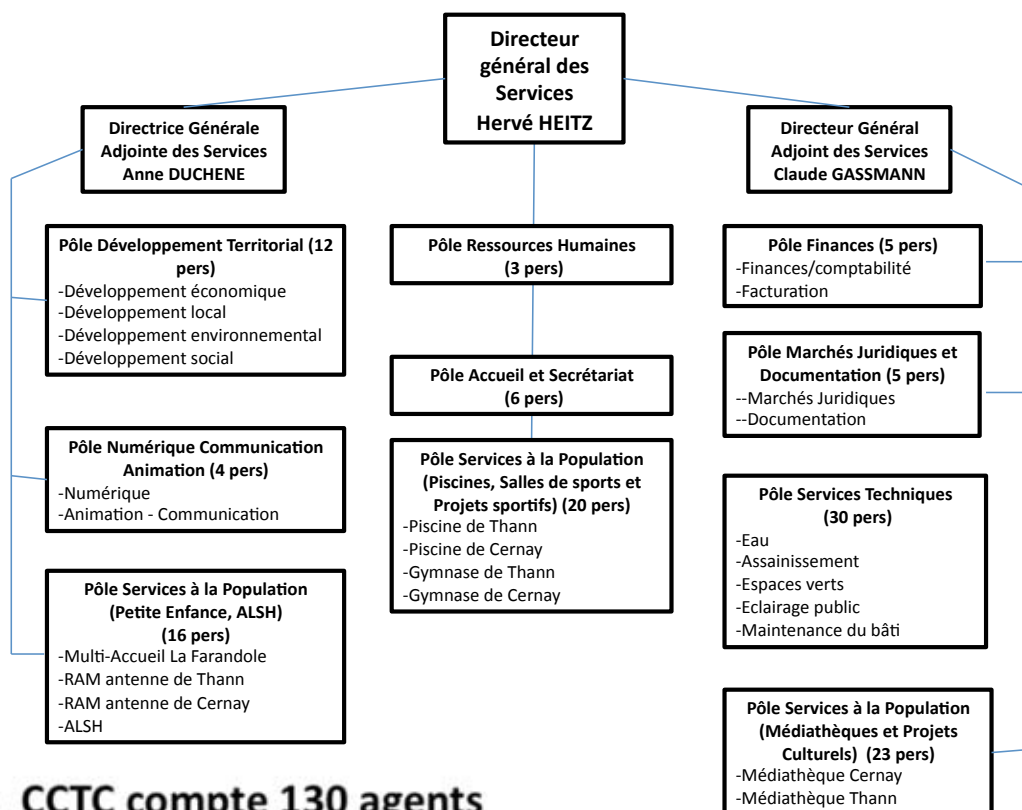 Directeur
général des
Services
Hervé HEITZ
Directrice Générale
Adjointe des Services
Anne DUCHENE
Directeur Général
Adjoint des Services
Claude GASSMANN
Pôle Développement Territorial (12
pers)
-Développement économique
-Développement local
-Développement environnemental
-Développement social
Pôle Numérique Communication
Animation (4 pers)
-Numérique
-Animation - Communication
Pôle Services à la Population
(Petite Enfance, ALSH)
(16 pers)
-Multi-Accueil La Farandole
-RAM antenne de Thann
-RAM antenne de Cernay
-ALSH
Pôle Ressources Humaines
(3 pers)
Pôle Accueil et Secrétariat
(6 pers)
Pôle Services à la Population
(Piscines, Salles de sports et
Projets sportifs) (20 pers)
-Piscine de Thann
-Piscine de Cernay
-Gymnase de Thann
-Gymnase de Cernay
Pôle Finances (5 pers)
-Finances/comptabilité
-Facturation
Pôle Marchés Juridiques et
Documentation (5 pers)
--Marchés Juridiques
--Documentation
Pôle Services Techniques
(30 pers)
-Eau
-Assainissement
-Espaces verts
-Eclairage public
-Maintenance du bâti
Pôle Services à la Population
(Médiathèques et Projets
Culturels) (23 pers)
-Médiathèque Cernay
-Médiathèque Thann
CCTC compte 130 agents